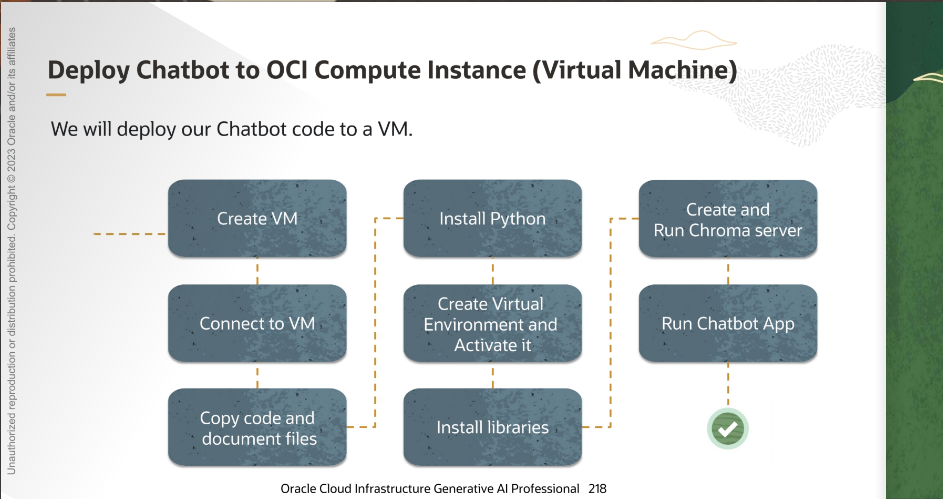 Deploy Chatbot to OCI Compute Instance (Virtual Machine)
We will deploy our Chatbot code to a VM.
Create VM
Connect to VM
Copy code and
document files
Install Python
Create Virtual
Environment and
Activate it
Install libraries
Create and
Run Chroma server
Run Chatbot App
Oracle Cloud Infrastructure Generative AI Professional 218
Unauthorized reproduction or distribution prohibited. Copyright © 2023 Oracle and/or its affiliates